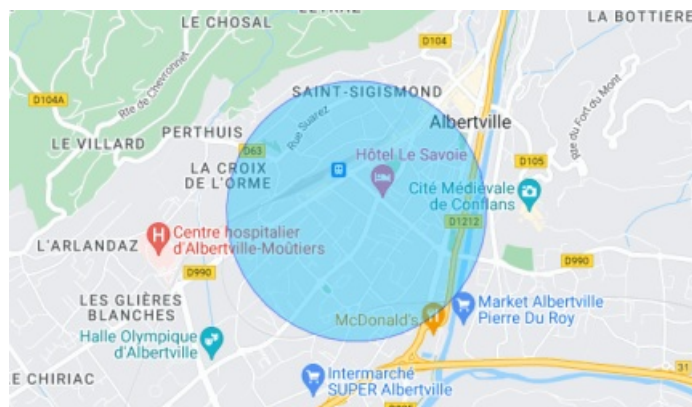 LE CHOSAL
LA BOTTIÈRE
D104
Rte de Chevronnet
D104A
SAINT-SIGISMOND
Rue Suarez
Albertville
Rte du Fort du Mont
PERTHUIS
LE VILLARD
D63
Hôtel Le Savoie
D105
LA CROIX
DE L'ORME
Cité Médiévale
de Conflans
D1212
Centre hospitalier
d'Albertville-Moûtiers
L'ARLANDAZ
D990
D990
LES GLIÈRES
BLANCHES
Market Albertville
Pierre Du Roy
McDonald's
Halle Olympique
d'Albertville
31
E CHIRIAC
Intermarché
SUPER Albertville